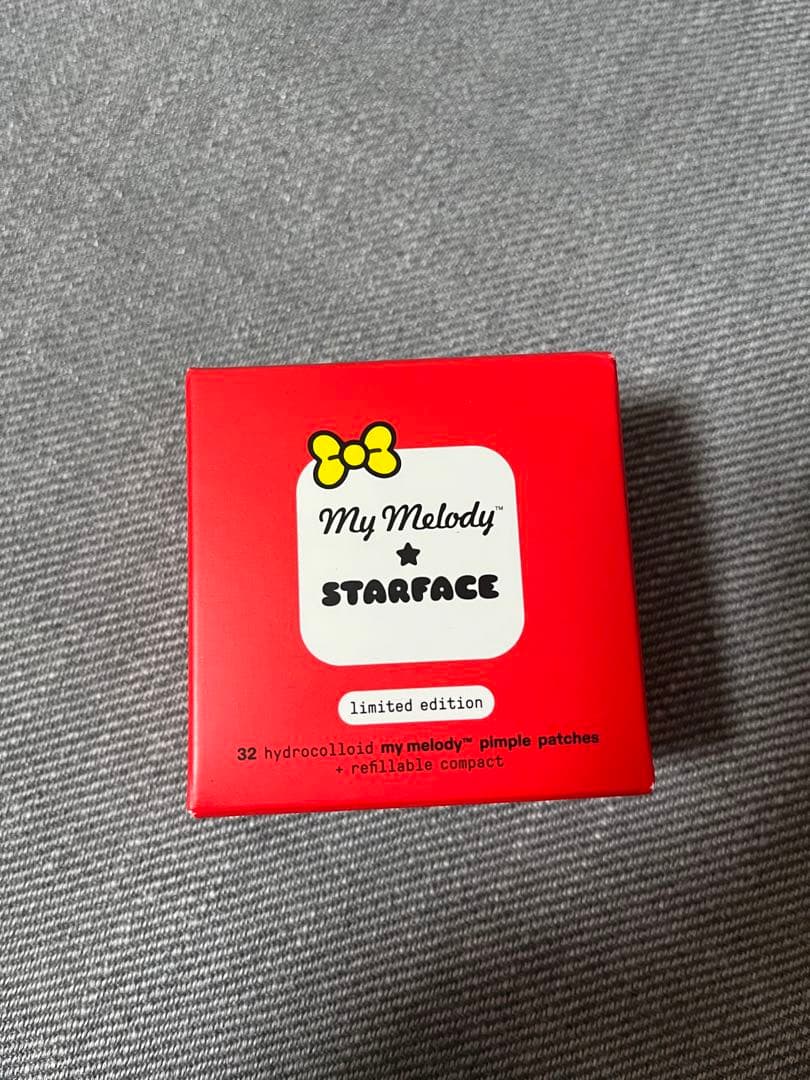 My Melody™
★
STARFACE
limited edition
32 hydrocolloid my melody™ pimple patches
+ refillable compact